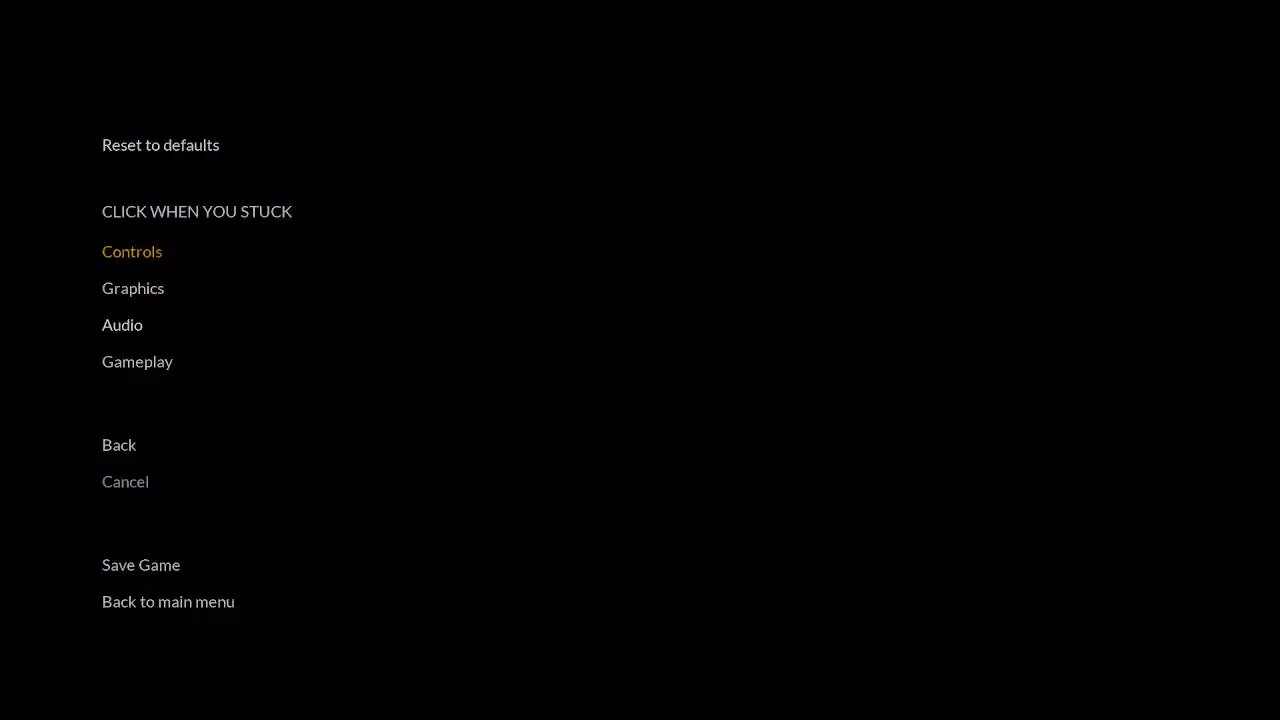 Reset to defaults
CLICK WHEN YOU STUCK
Controls
Graphics
Audio
Gameplay
Back
Cancel
Save Game
Back to main menu